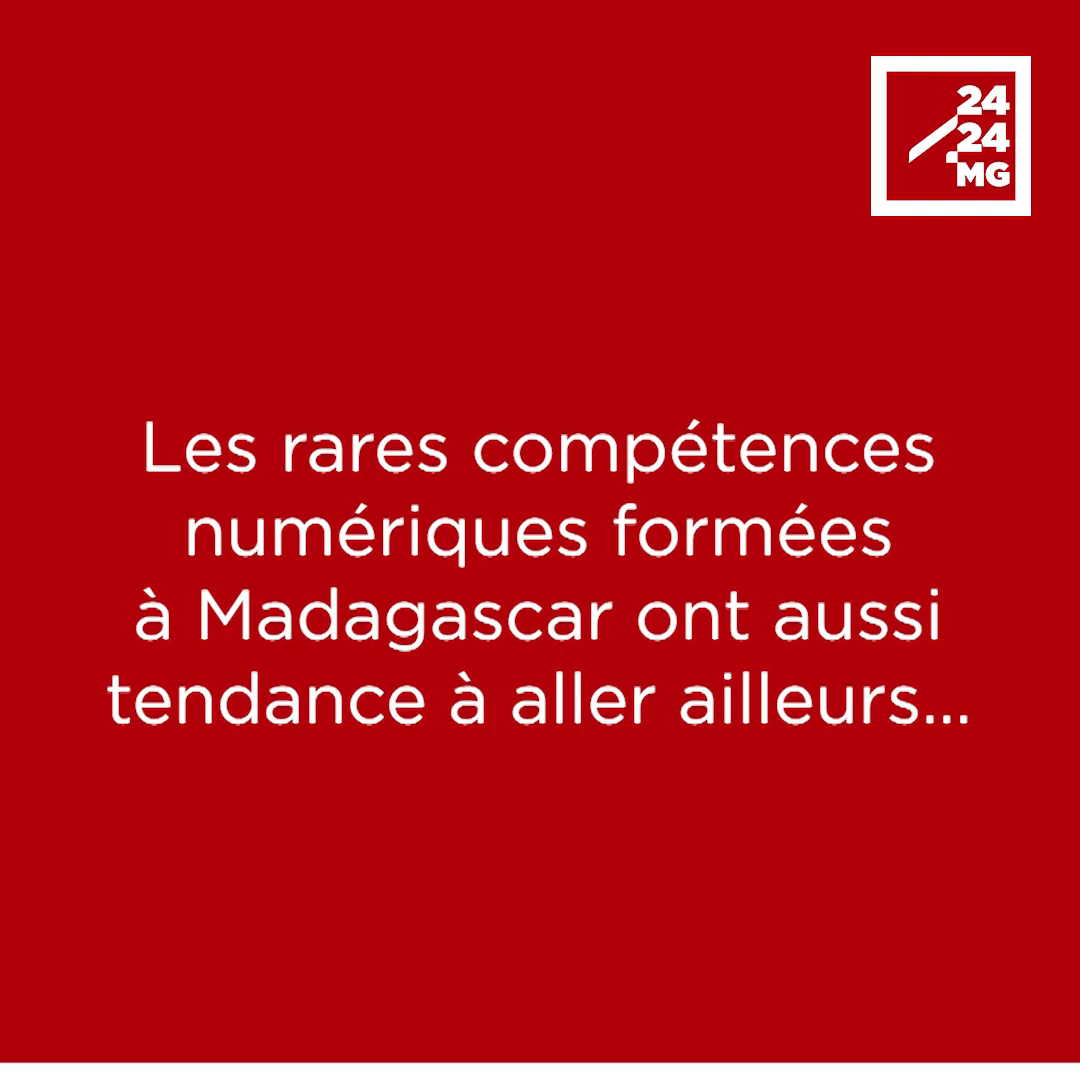 24
24
MG
Les rares compétences
numériques formées
à Madagascar ont aussi
tendance à aller ailleurs...